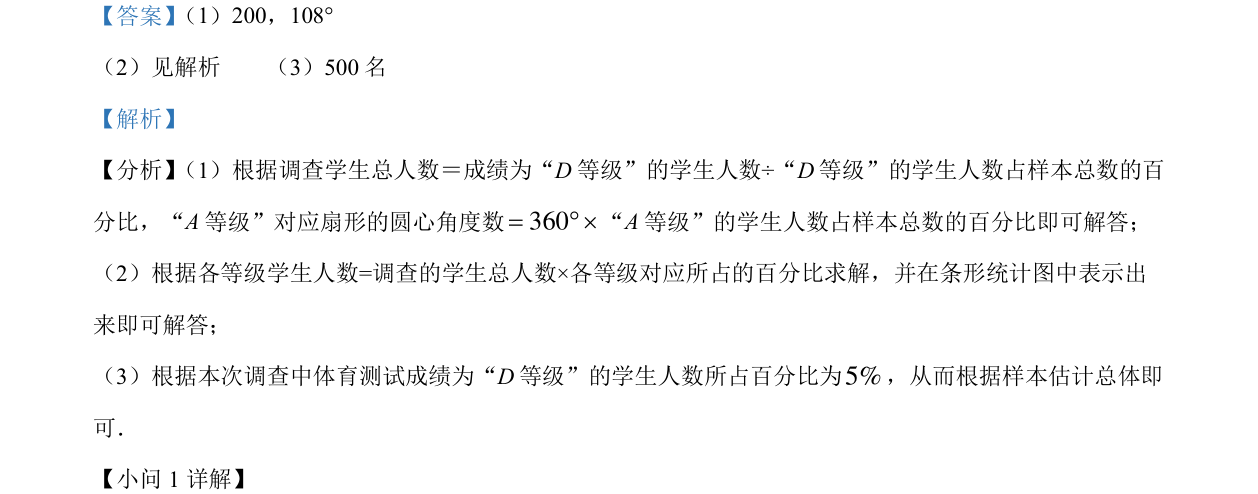 【答案】（1）200，108°
（2）见解析　　（3）500 名
【解析】
【分析】（1）根据调查学生总人数＝成绩为“D 等级”的学生人数÷“D 等级”的学生人数占样本总数的百
分比，“A 等级”对应扇形的圆心角度数＝360°×“A 等级”的学生人数占样本总数的百分比即可解答；
（2）根据各等级学生人数=调查的学生总人数×各等级对应所占的百分比求解，并在条形统计图中表示出
来即可解答；
（3）根据本次调查中体育测试成绩为“D 等级”的学生人数所占百分比为5%，从而根据样本估计总体即
可．
【小问 1 详解】